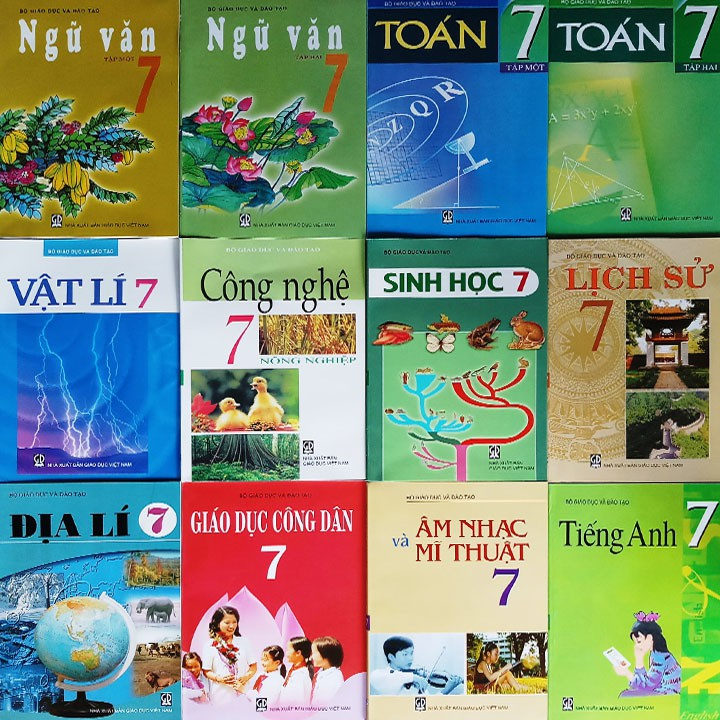 BỘ GIÁO DỤC VÀ ĐÀO TẠO
Ngữ văn
TẬP MỘT
7
NHÀ XUẤT BẢN GIÁO DỤC VIỆT NAM
BỘ GIÁO DỤC VÀ ĐÀO TẠO
Ngữ văn
TẬP HAI
7
NHÀ XUẤT BẢN GIÁO DỤC VIỆT NAM
BỘ GIÁO DỤC VÀ ĐÀO TẠO
TOÁN 7
TẬP MỘT
N Z Q R
NHÀ XUẤT BẢN GIÁO DỤC VIỆT NAM
BỘ GIÁO DỤC VÀ ĐÀO TẠO
TOÁN 7
TẬP HAI
A = 3x y + 2xy
A =
NHÀ XUẤT BẢN GIÁO DỤC VIỆT NAM
BỘ GIÁO DỤC VÀ ĐÀO TẠO
VẬT LÍ 7
NHÀ XUẤT BẢN GIÁO DỤC VIỆT NAM
BỘ GIÁO DỤC VÀ ĐÀO TẠO
Công nghệ
7
NÔNG NGHIỆP
NHÀ XUẤT BẢN
GIÁO DỤC VIỆT NAM
BỘ GIÁO DỤC VÀ ĐÀO TẠO
SINH HỌC 7
NHÀ XUẤT BẢN
GIÁO DỤC VIỆT NAM
BỘ GIÁO DỤC VÀ ĐÀO TẠO
LỊCH SỬ
7
NHÀ XUẤT BẢN GIÁO DỤC VIỆT NAM
BỘ GIÁO DỤC VÀ ĐÀO TẠO
ĐỊA LÍ 7
NHÀ XUẤT BẢN GIÁO DỤC VIỆT NAM
BỘ GIÁO DỤC VÀ ĐÀO TẠO
GIÁO DỤC CÔNG DÂN
7
NHÀ XUẤT BẢN GIÁO DỤC VIỆT NAM
BỘ GIÁO DỤC VÀ ĐÀO TẠO
ÂM NHẠC
và MĨ THUẬT
7
NHÀ XUẤT BẢN GIÁO DỤC VIỆT NAM
BỘ GIÁO DỤC VÀ ĐÀO TẠO
Tiếng Anh 7
English
NHÀ XUẤT BẢN GIÁO DỤC VIỆT NAM
English